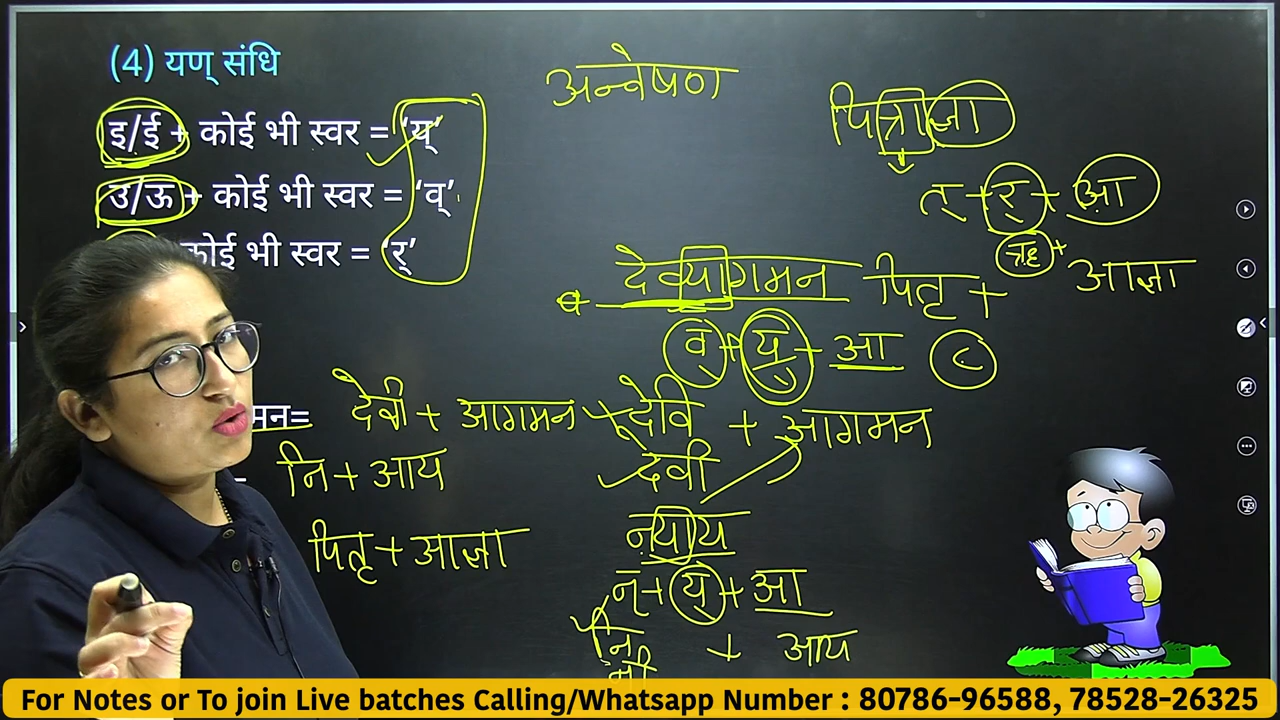 (4) यण् संधि
इ/ई + कोई भी स्वर = 'य्'
उ/ऊ + कोई भी स्वर = 'व्'
कोई भी स्वर = 'र्'
अन्वेषण
पित्राज्ञा
त् + र् + आ
ऋ +
देव्यागमन
पितृ + आज्ञा
व् + य् + आ
मन= देवी + आगमन
देवि + आगमन
देवी
नि + आय
न्याय
पितृ + आज्ञा
न् + य् + आ
नि + आय
नी
For Notes or To join Live batches Calling/Whatsapp Number : 80786-96588, 78528-26325